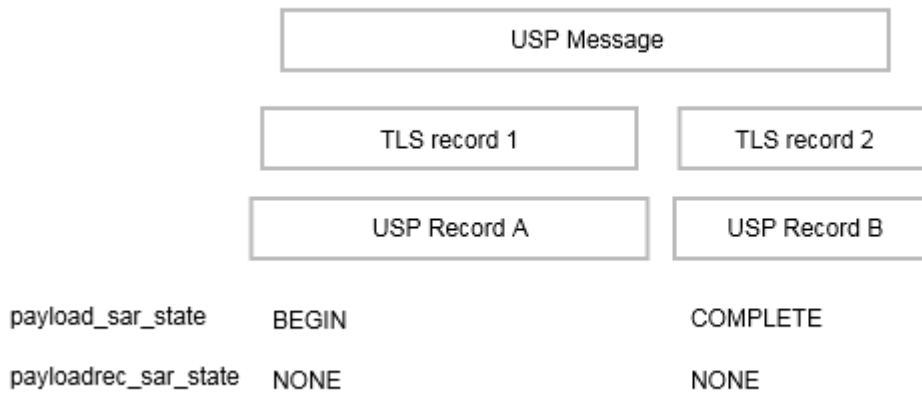 USP Message
TLS record 1 TLS record 2
USP Record A USP Record B
payload_sar_state BEGIN COMPLETE
payloadrec_sar_state NONE NONE